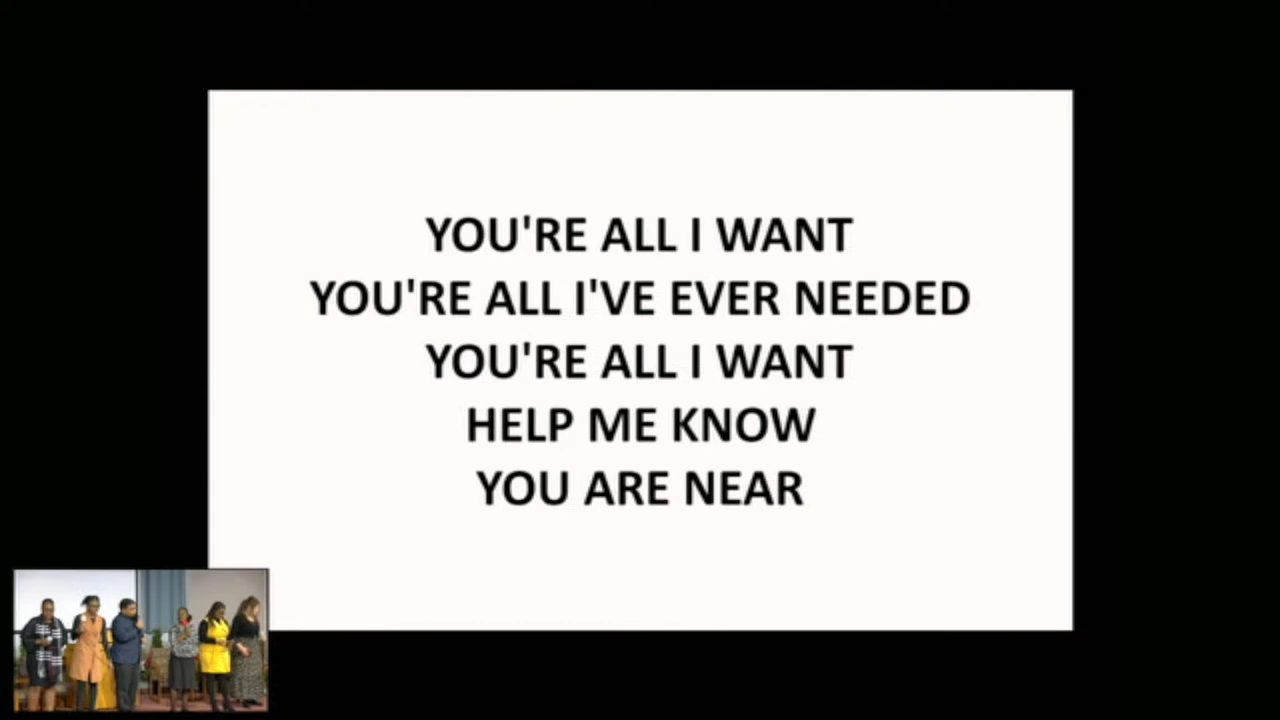 YOU'RE ALL I WANT
YOU'RE ALL I'VE EVER NEEDED
YOU'RE ALL I WANT
HELP ME KNOW
YOU ARE NEAR